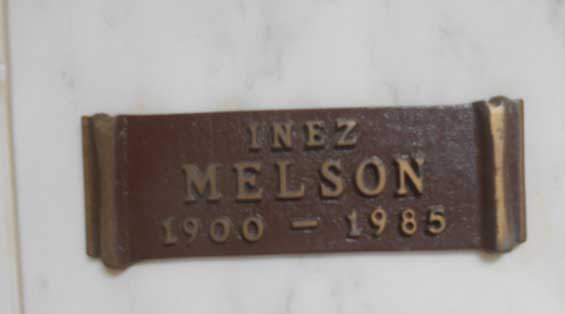 INEZ
MELSON
1900 – 1985